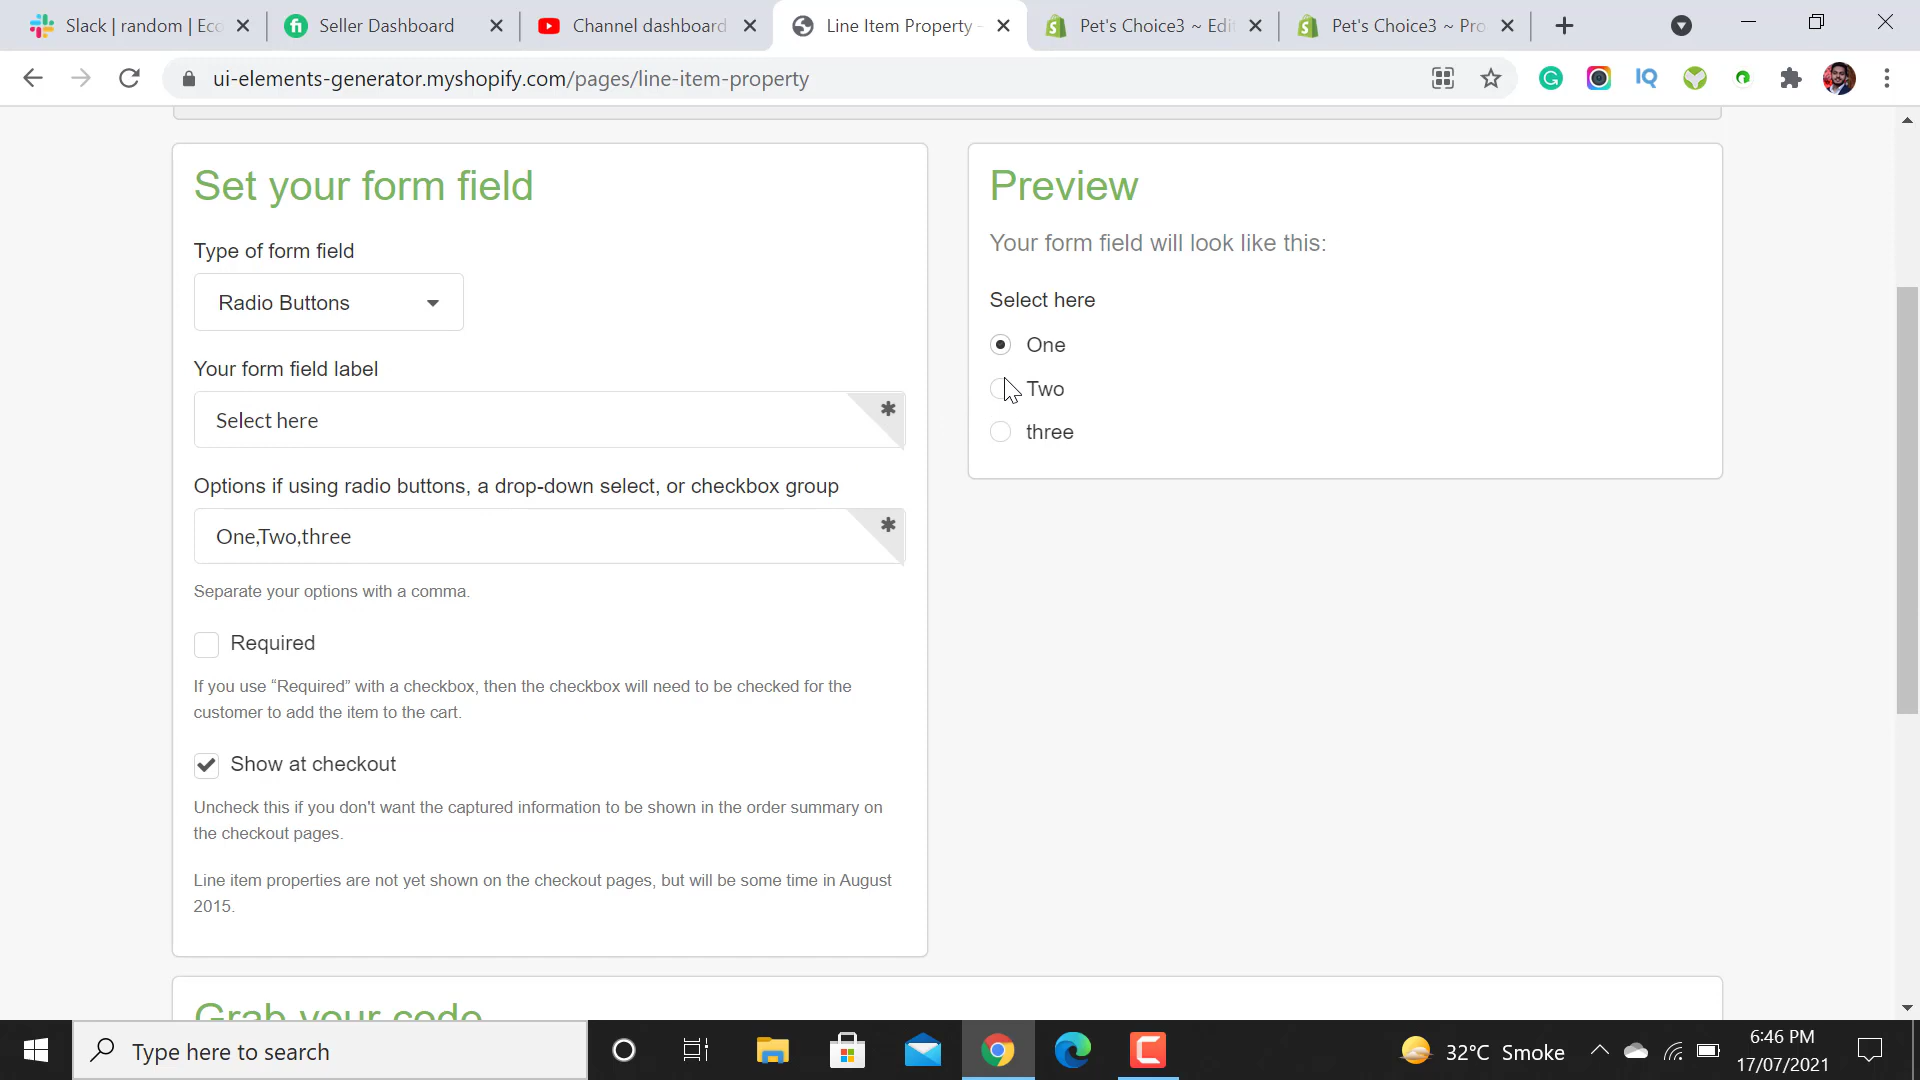 Slack | random | Eco
Seller Dashboard
Channel dashboard
Line Item Property -
Pet's Choice3 ~ Edi
Pet's Choice3 ~ Pro
ui-elements-generator.myshopify.com/pages/line-item-property
IQ
Set your form field
Type of form field
Radio Buttons
Your form field label
Select here
Options if using radio buttons, a drop-down select, or checkbox group
One,Two,three
Separate your options with a comma.
Required
If you use “Required” with a checkbox, then the checkbox will need to be checked for the
customer to add the item to the cart.
Show at checkout
Uncheck this if you don't want the captured information to be shown in the order summary on
the checkout pages.
Line item properties are not yet shown on the checkout pages, but will be some time in August
2015.
Preview
Your form field will look like this:
Select here
One
Two
three
Grab your code
Type here to search
32°C Smoke
6:46 PM
17/07/2021